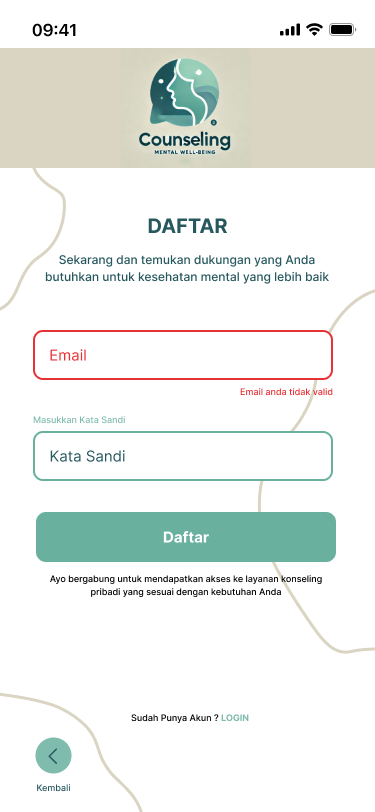 09:41
Counseling
MENTAL WELL-BEING
DAFTAR
Sekarang dan temukan dukungan yang Anda
butuhkan untuk kesehatan mental yang lebih baik
Email
Email anda tidak valid
Masukkan Kata Sandi
Kata Sandi
Daftar
Ayo bergabung untuk mendapatkan akses ke layanan konseling
pribadi yang sesuai dengan kebutuhan Anda
Sudah Punya Akun ? LOGIN
Kembali